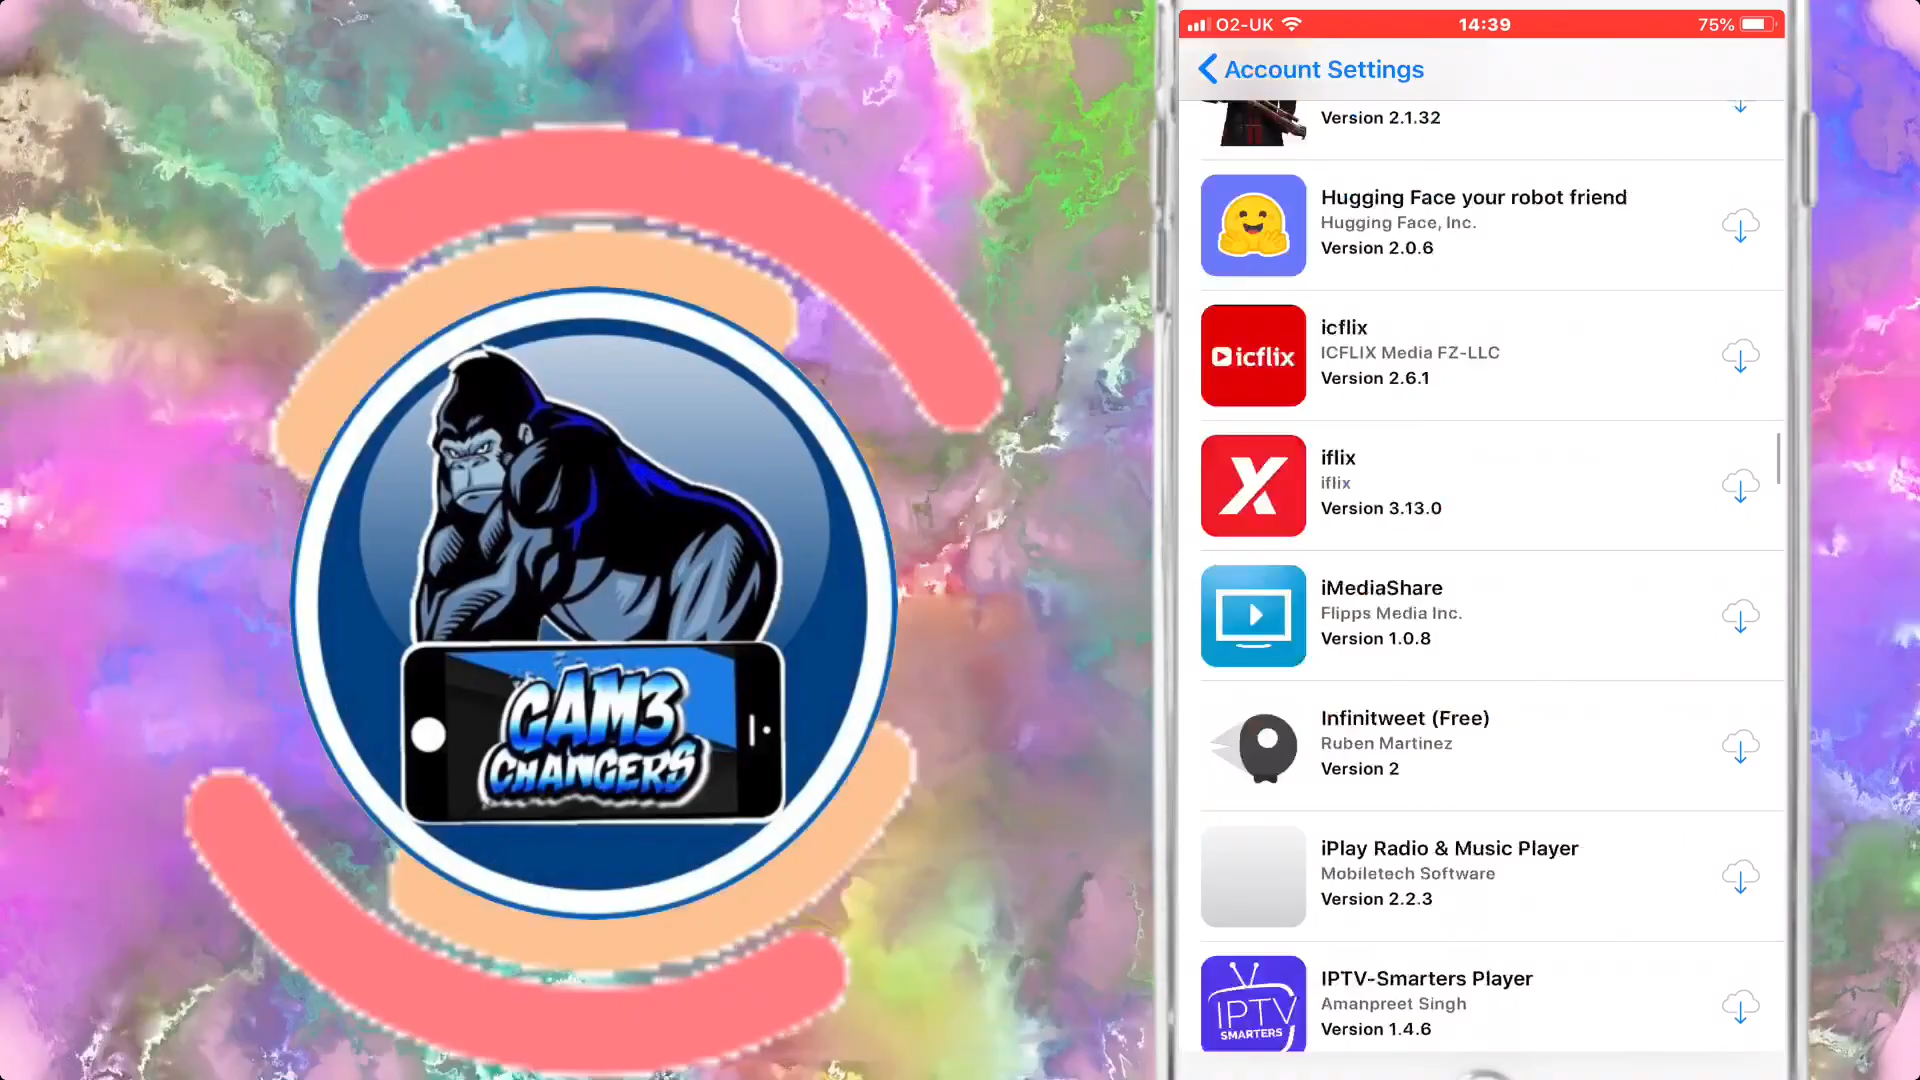 O2-UK
14:39
75%
Account Settings
Version 2.1.32
Hugging Face your robot friend
Hugging Face, Inc.
Version 2.0.6
icflix
icflix
ICFLIX Media FZ-LLC
Version 2.6.1
iflix
iflix
Version 3.13.0
iMediaShare
Flipps Media Inc.
Version 1.0.8
Infinitweet (Free)
Ruben Martinez
Version 2
iPlay Radio & Music Player
Mobiletech Software
Version 2.2.3
IPTV
SMARTERS
IPTV-Smarters Player
Amanpreet Singh
Version 1.4.6
GAM3
CHANGERS